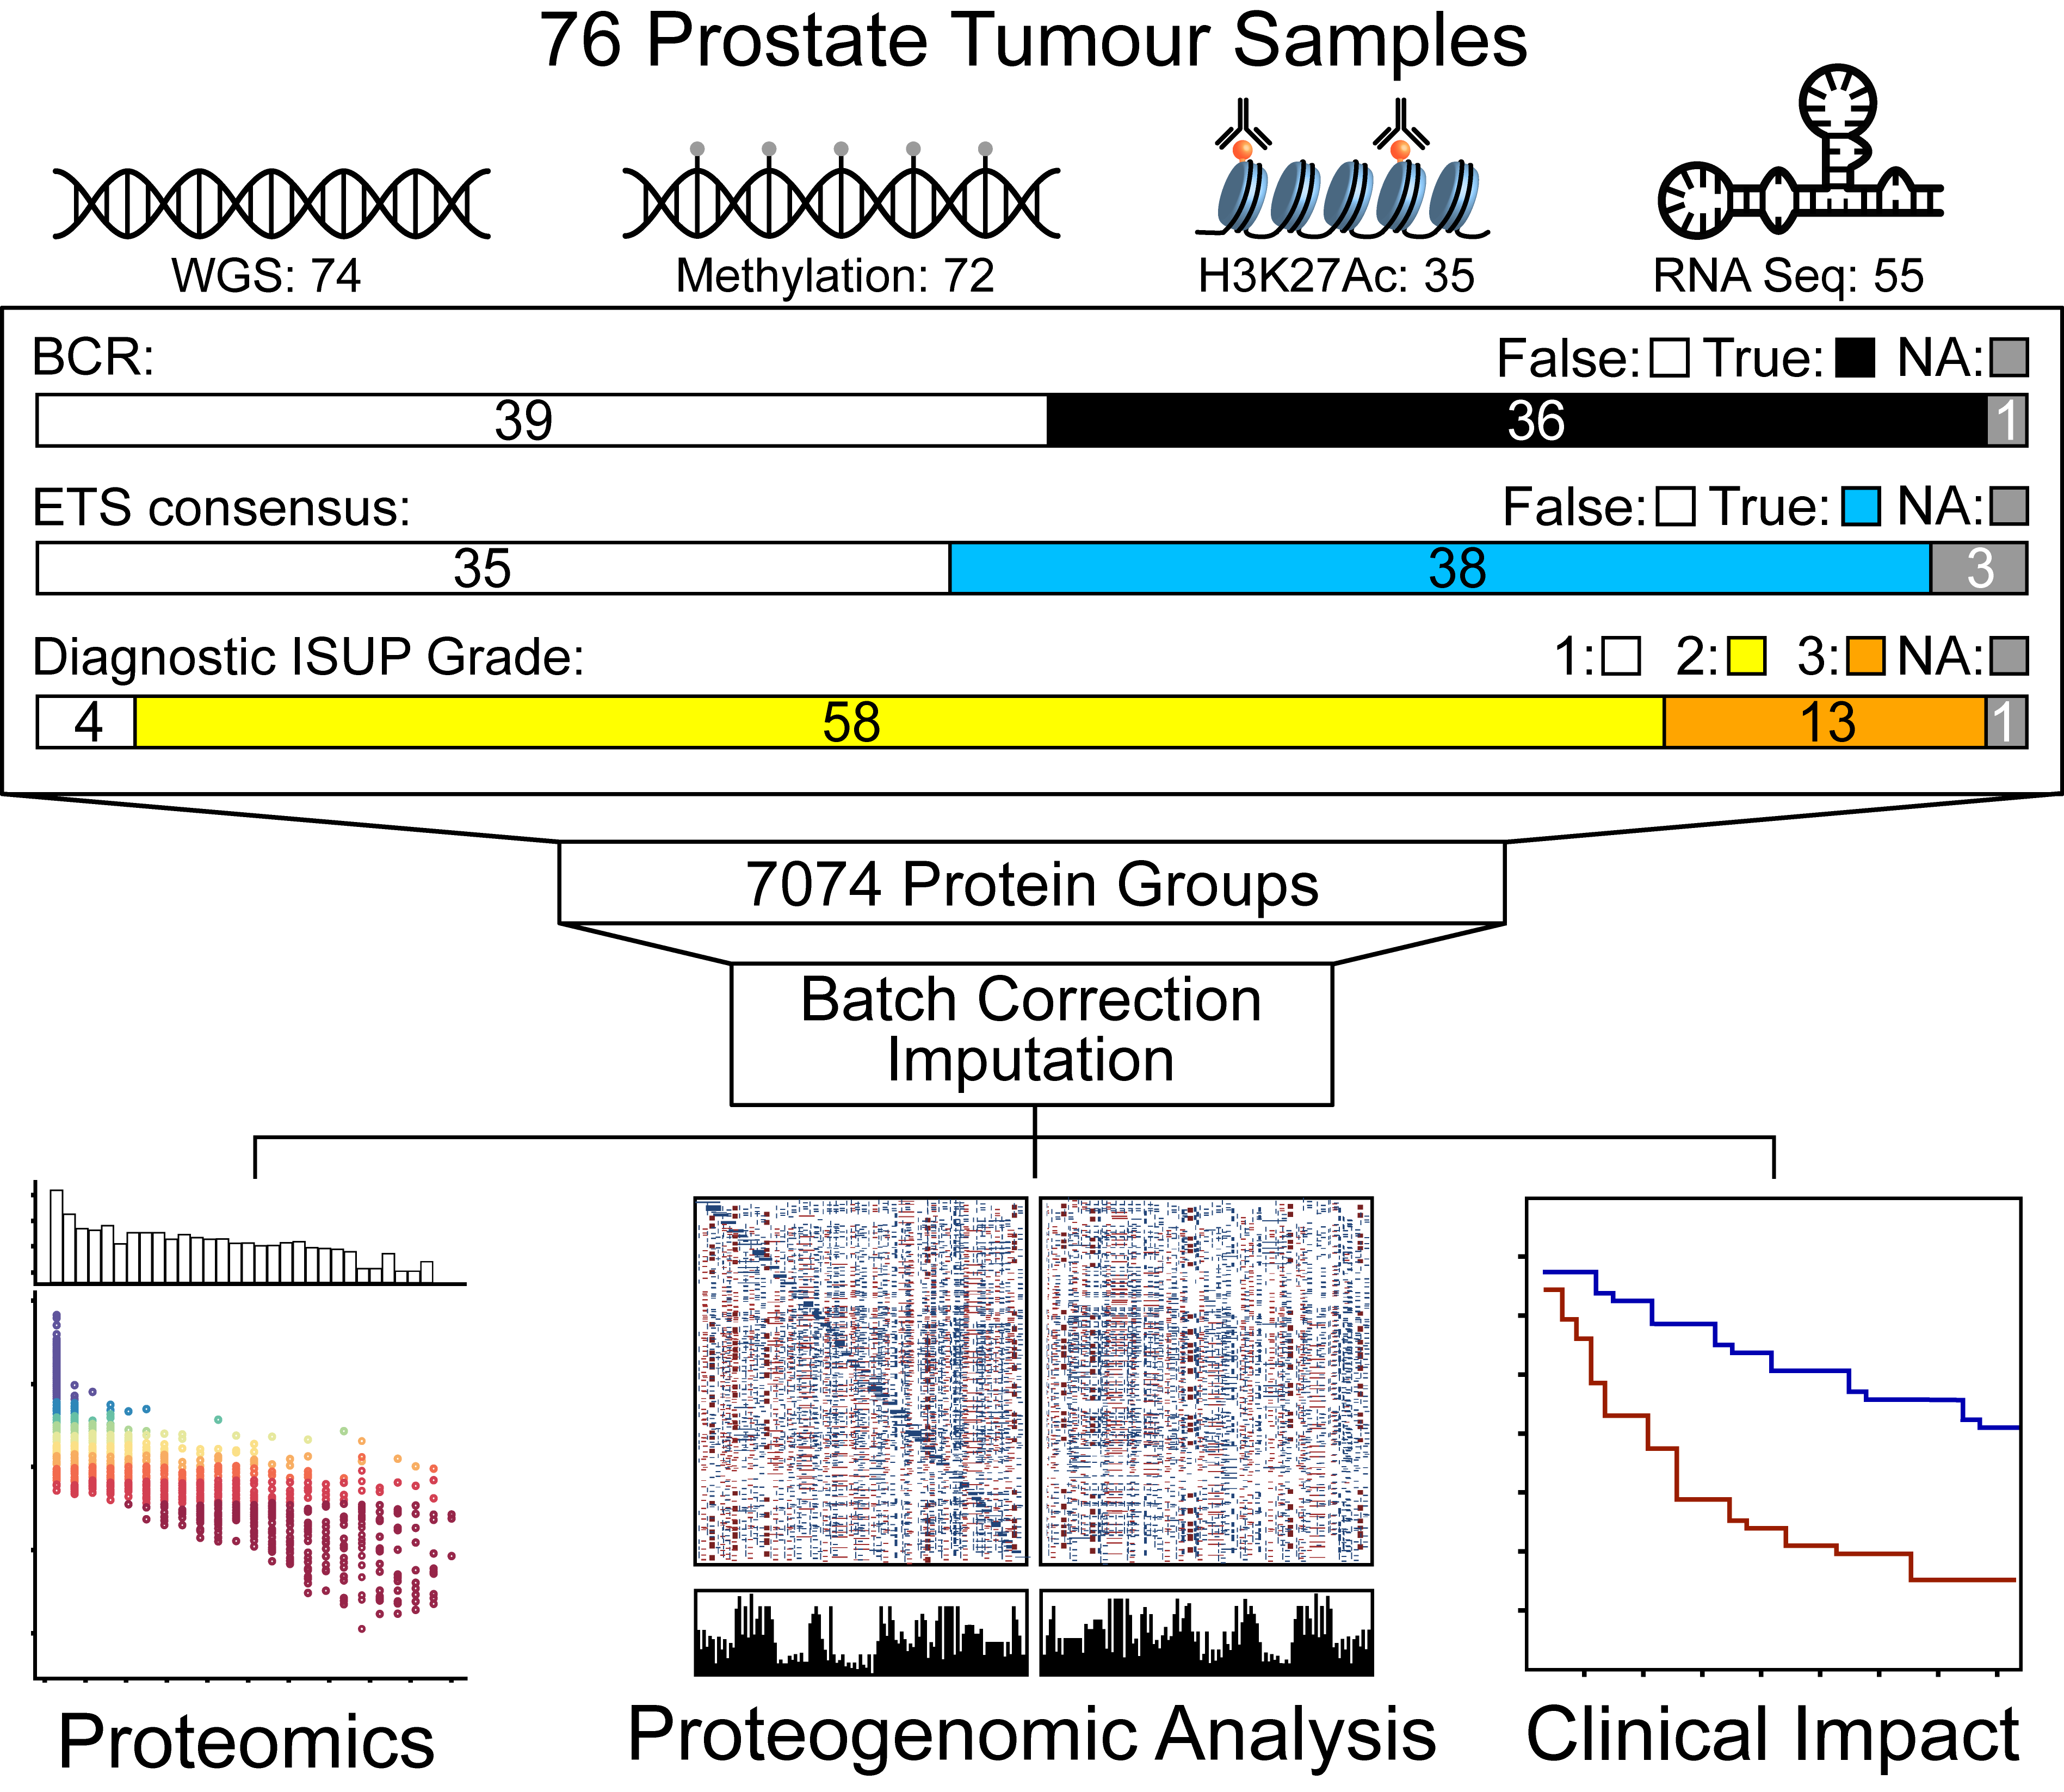 76 Prostate Tumour Samples
WGS: 74
Methylation: 72
H3K27Ac: 35
RNA Seq: 55
BCR:
False: True: NA:
39 36 1
ETS consensus:
False: True: NA:
35 38 3
Diagnostic ISUP Grade:
1: 2: 3: NA:
4 58 13 1
7074 Protein Groups
Batch Correction
Imputation
Proteomics
Proteogenomic Analysis
Clinical Impact